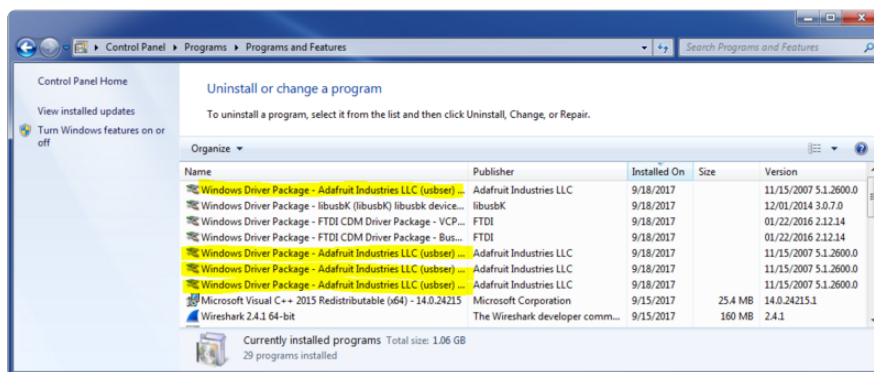 Control Panel ▸ Programs ▸ Programs and Features
Search Programs and Features
Control Panel Home
View installed updates
Turn Windows features on or
off
Uninstall or change a program
To uninstall a program, select it from the list and then click Uninstall, Change, or Repair.
Organize
Name Publisher Installed On Size Version
Windows Driver Package - Adafruit Industries LLC (usbser) ... Adafruit Industries LLC 9/18/2017 11/15/2007 5.1.2600.0
Windows Driver Package - libusbK (libusbK) libusbk device... libusbK 9/18/2017 12/01/2014 3.0.7.0
Windows Driver Package - FTDI CDM Driver Package - VCP... FTDI 9/18/2017 01/22/2016 2.12.14
Windows Driver Package - FTDI CDM Driver Package - Bus... FTDI 9/18/2017 01/22/2016 2.12.14
Windows Driver Package - Adafruit Industries LLC (usbser) ... Adafruit Industries LLC 9/18/2017 11/15/2007 5.1.2600.0
Windows Driver Package - Adafruit Industries LLC (usbser) ... Adafruit Industries LLC 9/18/2017 11/15/2007 5.1.2600.0
Windows Driver Package - Adafruit Industries LLC (usbser) ... Adafruit Industries LLC 9/18/2017 11/15/2007 5.1.2600.0
Microsoft Visual C++ 2015 Redistributable (x64) - 14.0.24215 Microsoft Corporation 9/15/2017 25.4 MB 14.0.24215.1
Wireshark 2.4.1 64-bit The Wireshark developer comm... 9/15/2017 160 MB 2.4.1
Currently installed programs Total size: 1.06 GB
29 programs installed